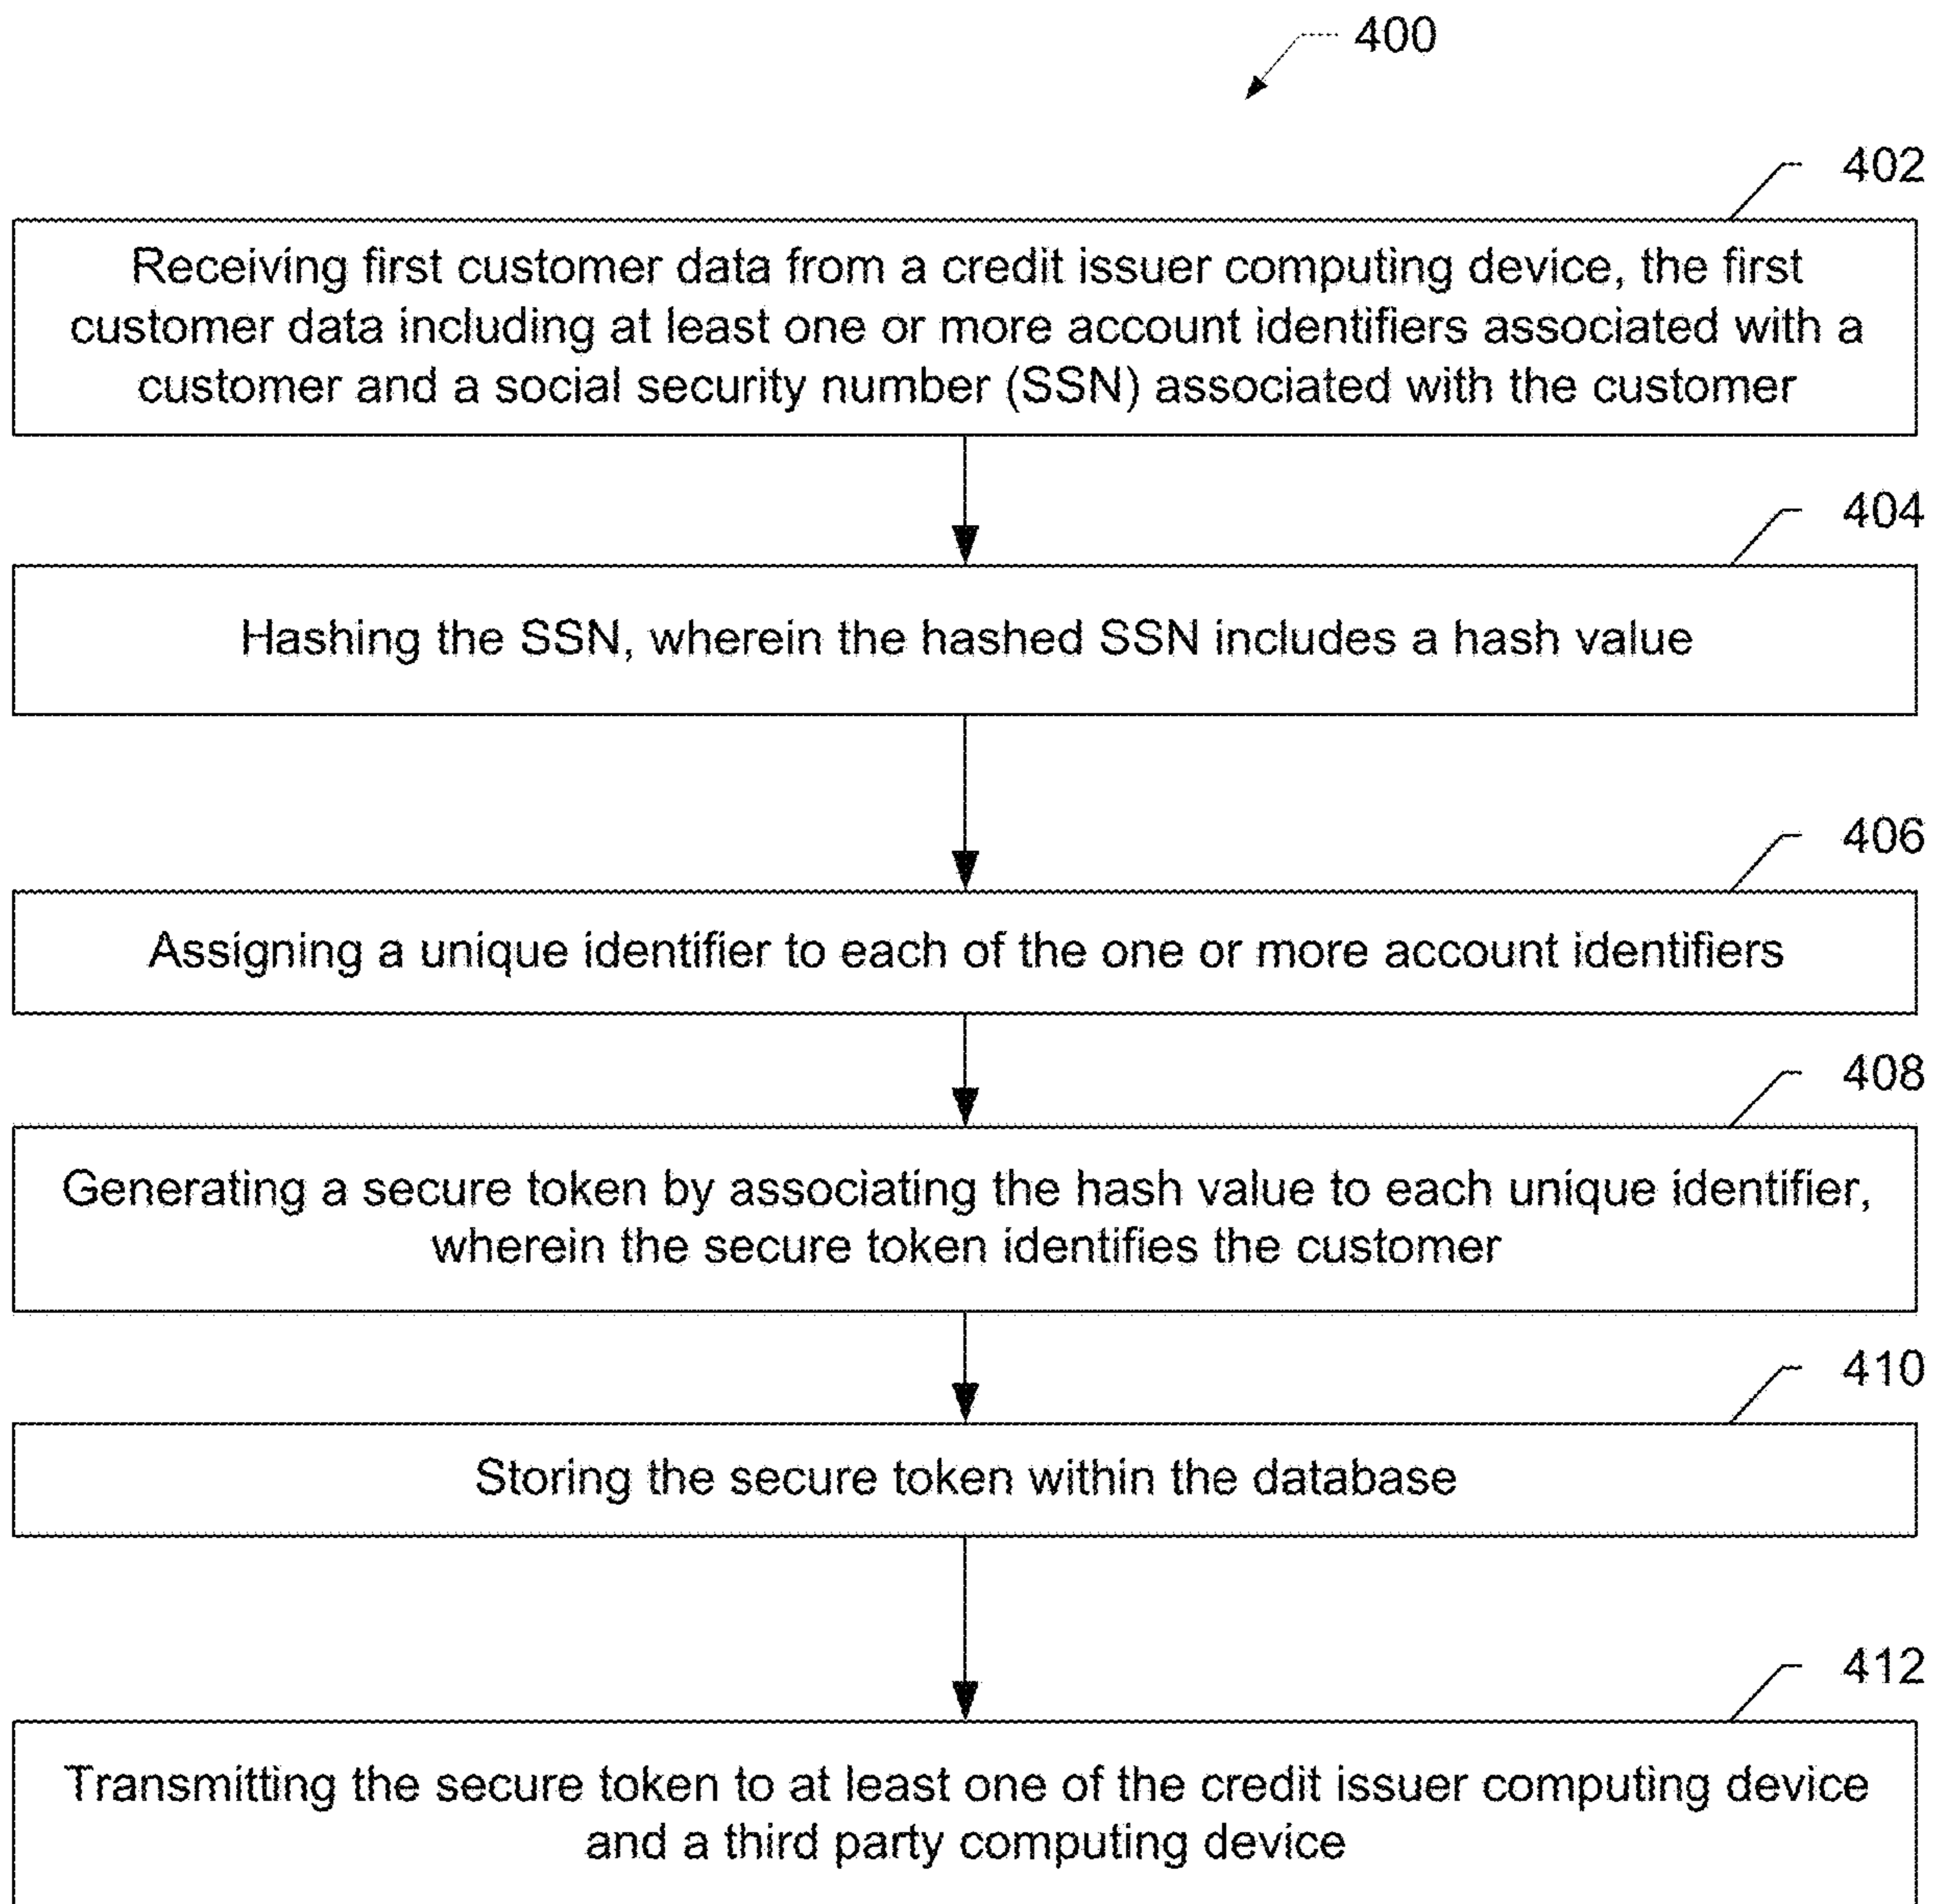 400
402
Receiving first customer data from a credit issuer computing device, the first
customer data including at least one or more account identifiers associated with a
customer and a social security number (SSN) associated with the customer
404
Hashing the SSN, wherein the hashed SSN includes a hash value
406
Assigning a unique identifier to each of the one or more account identifiers
408
Generating a secure token by associating the hash value to each unique identifier,
wherein the secure token identifies the customer
410
Storing the secure token within the database
412
Transmitting the secure token to at least one of the credit issuer computing device
and a third party computing device